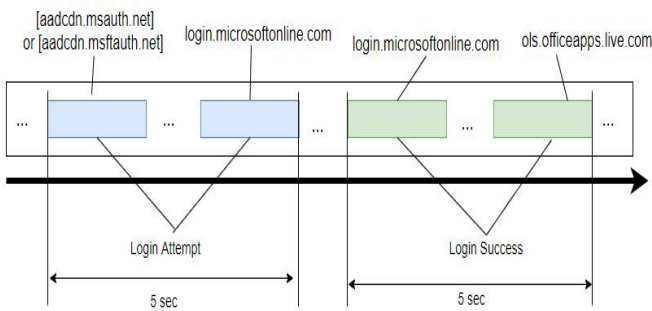 [aadcdn.msauth.net]
or [aadcdn.msftauth.net]
login.microsoftonline.com
login.microsoftonline.com
ols.officeapps.live.com
...
...
...
...
...
Login Attempt
Login Success
5 sec
5 sec